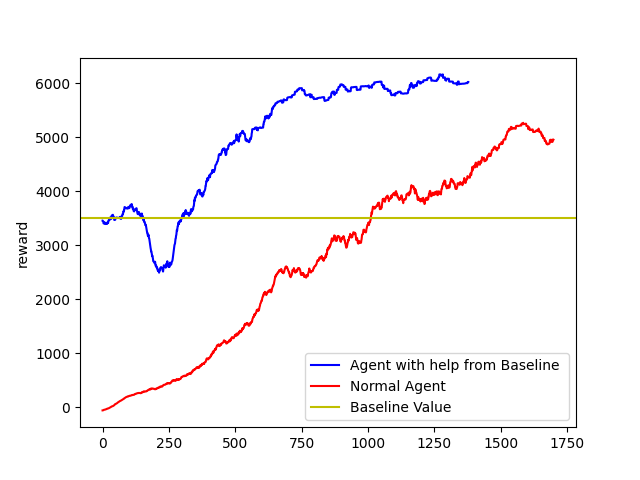 6000
5000
4000
3000
2000
1000
0
reward
0 250 500 750 1000 1250 1500 1750
Agent with help from Baseline
Normal Agent
Baseline Value